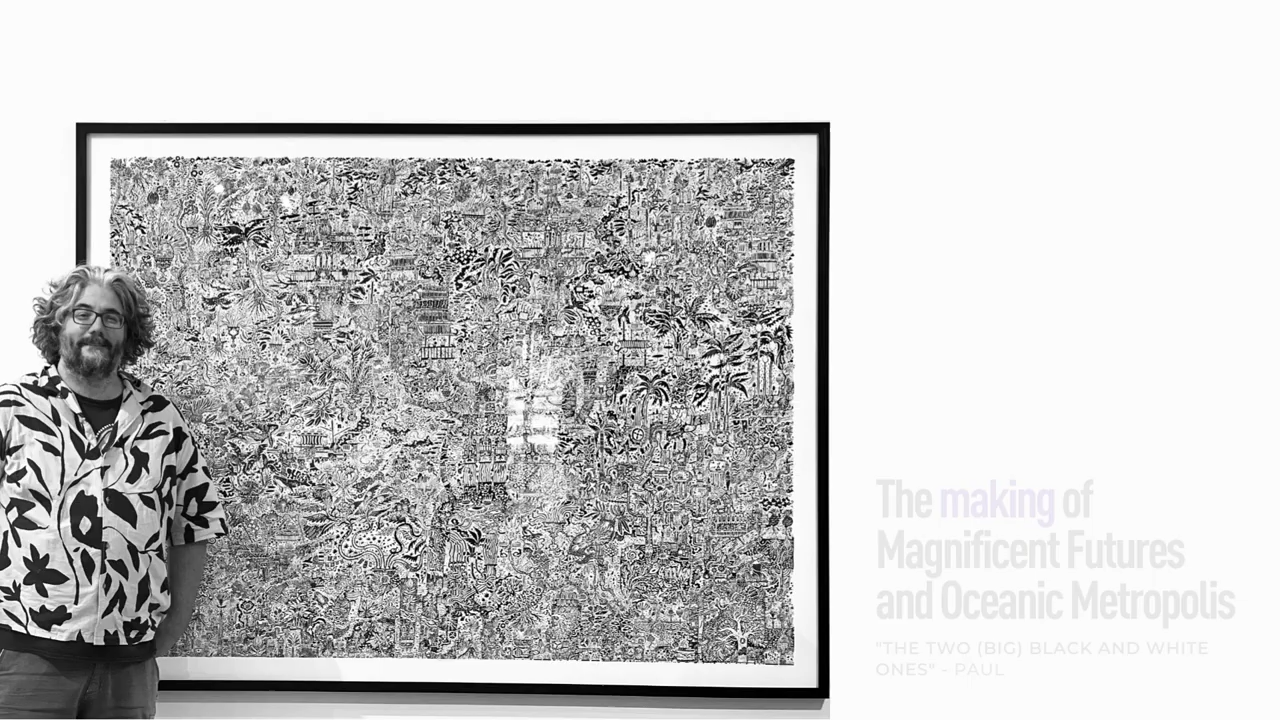 The making of
Magnificent Futures
and Oceanic Metropolis
"THE TWO (BIG) BLACK AND WHITE
ONES" - PAUL